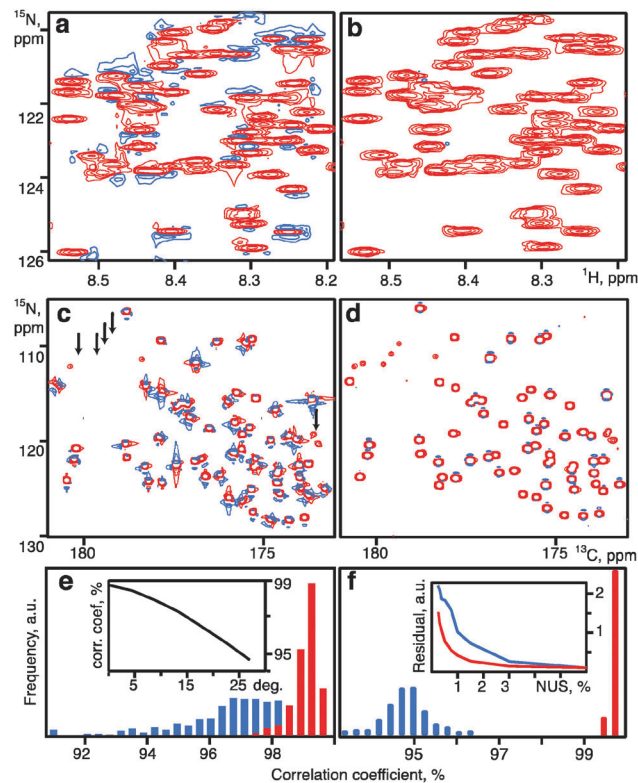 a
b
15N,
ppm
122
124
126
8.5
8.4
8.3
8.2
8.5
8.4
8.3
1H, ppm
c
d
15N,
ppm
110
120
130
180
175
180
175
13C, ppm
e
f
Frequency, a.u.
corr. coef, %
99
95
5
15
25
deg.
Residual, a.u.
2
1
1
2
3
NUS, %
92
94
96
98
95
97
99
Correlation coefficient, %